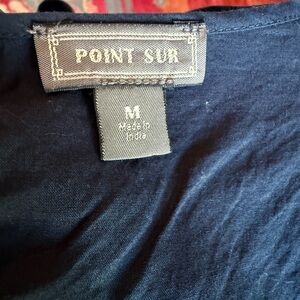 POINT SUR
M
Made in
India